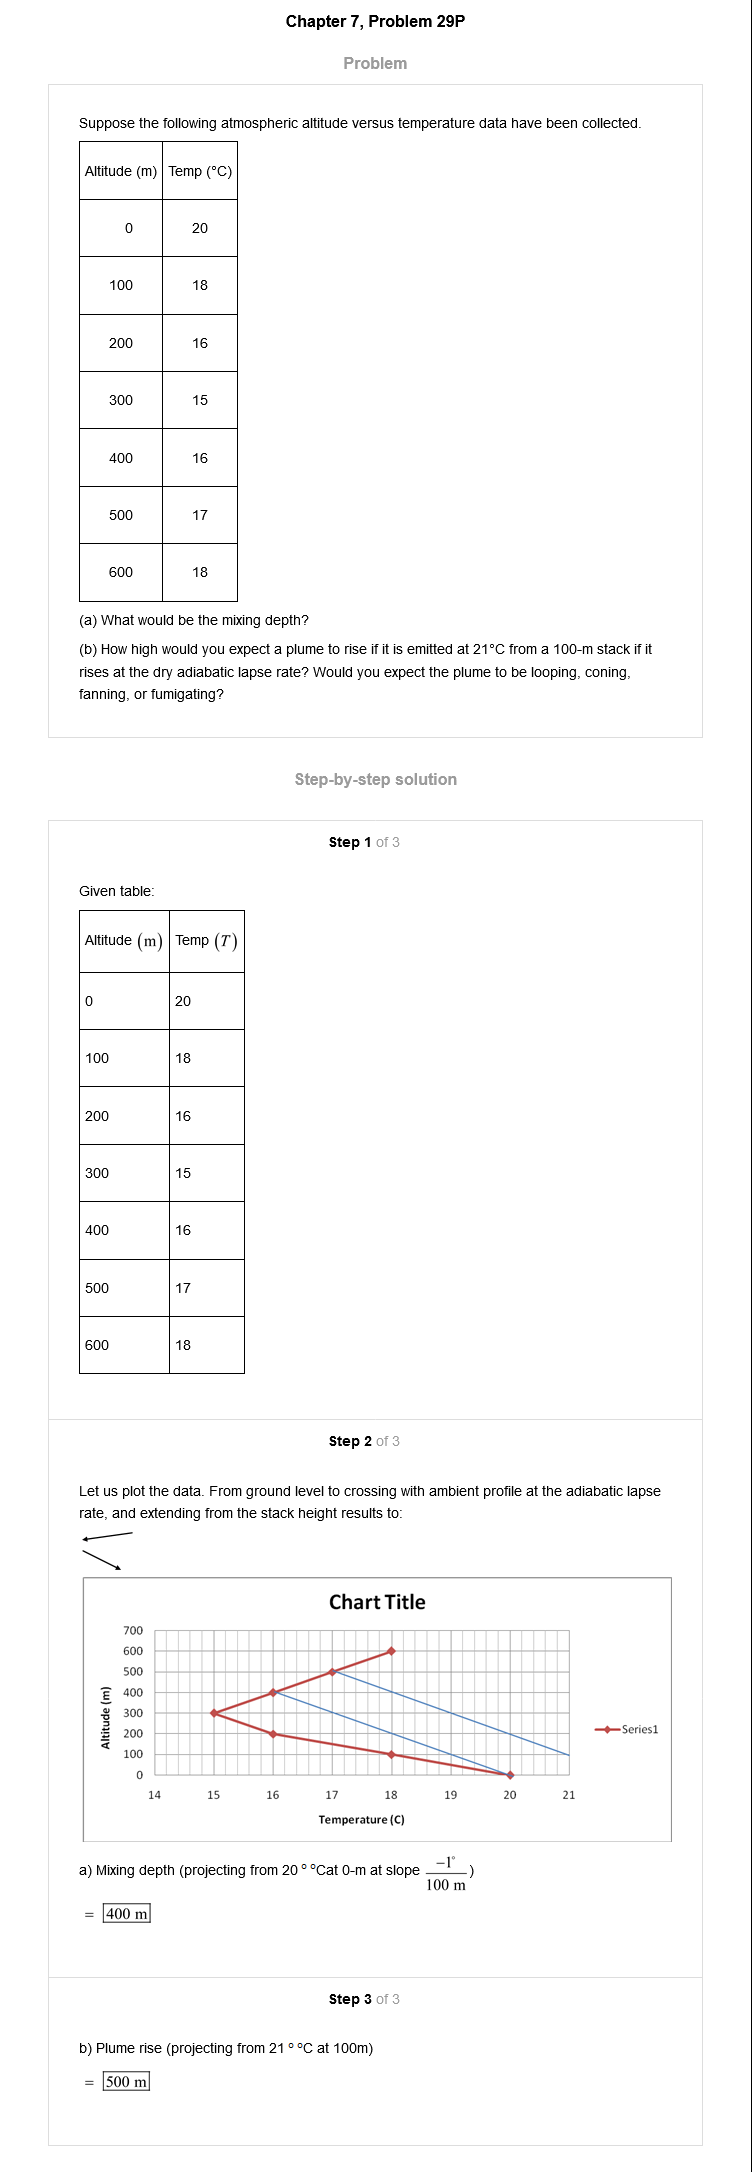 Chapter 7, Problem 29P
Problem
Suppose the following atmospheric altitude versus temperature data have been collected.
Altitude (m) Temp (°C)
0 20
100 18
200 16
300 15
400 16
500 17
600 18
(a) What would be the mixing depth?
(b) How high would you expect a plume to rise if it is emitted at 21°C from a 100-m stack if it
rises at the dry adiabatic lapse rate? Would you expect the plume to be looping, coning,
fanning, or fumigating?
Step-by-step solution
Step 1 of 3
Given table:
Altitude (m) Temp (T)
0 20
100 18
200 16
300 15
400 16
500 17
600 18
Step 2 of 3
Let us plot the data. From ground level to crossing with ambient profile at the adiabatic lapse
rate, and extending from the stack height results to:
Chart Title
700
600
500
400
300
200
100
0
Altitude (m)
14 15 16 17 18 19 20 21
Temperature (C)
Series1
a) Mixing depth (projecting from 20 ° °Cat 0-m at slope −1°/100 m)
= 400 m
Step 3 of 3
b) Plume rise (projecting from 21 ° °C at 100m)
= 500 m